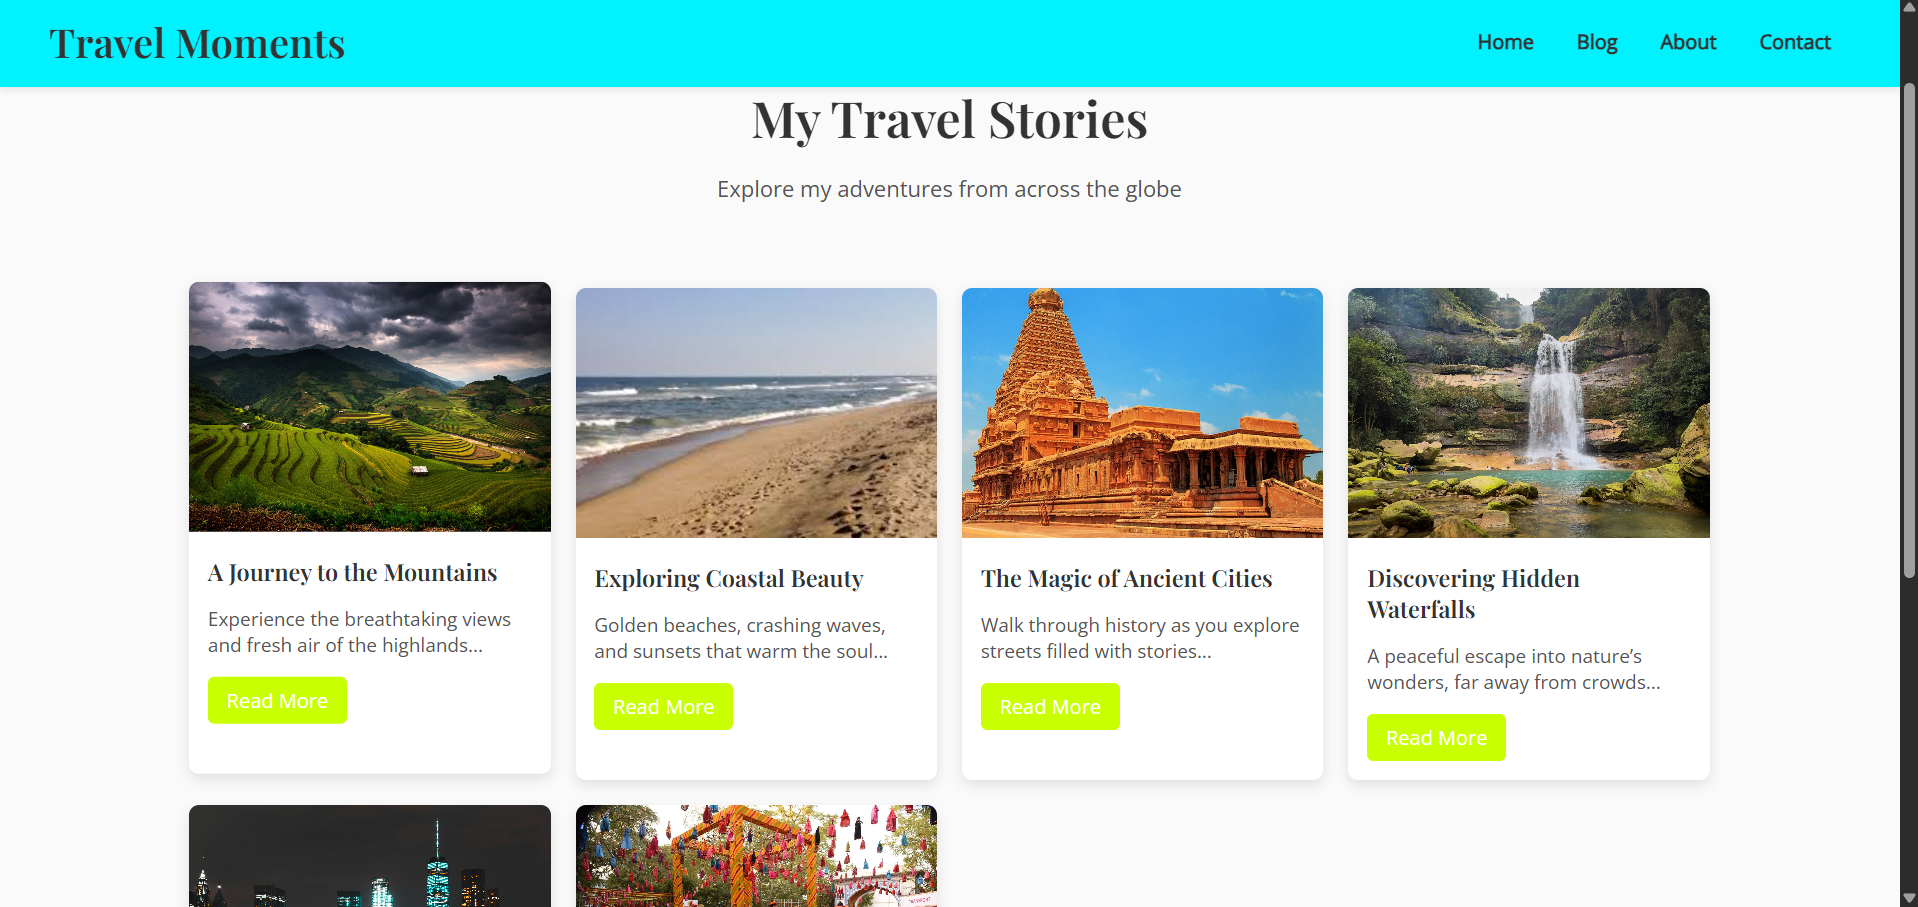 Travel Moments
Home
Blog
About
Contact
My Travel Stories
Explore my adventures from across the globe
A Journey to the Mountains
Experience the breathtaking views
and fresh air of the highlands...
Read More
Exploring Coastal Beauty
Golden beaches, crashing waves,
and sunsets that warm the soul...
Read More
The Magic of Ancient Cities
Walk through history as you explore
streets filled with stories...
Read More
Discovering Hidden
Waterfalls
A peaceful escape into nature’s
wonders, far away from crowds...
Read More